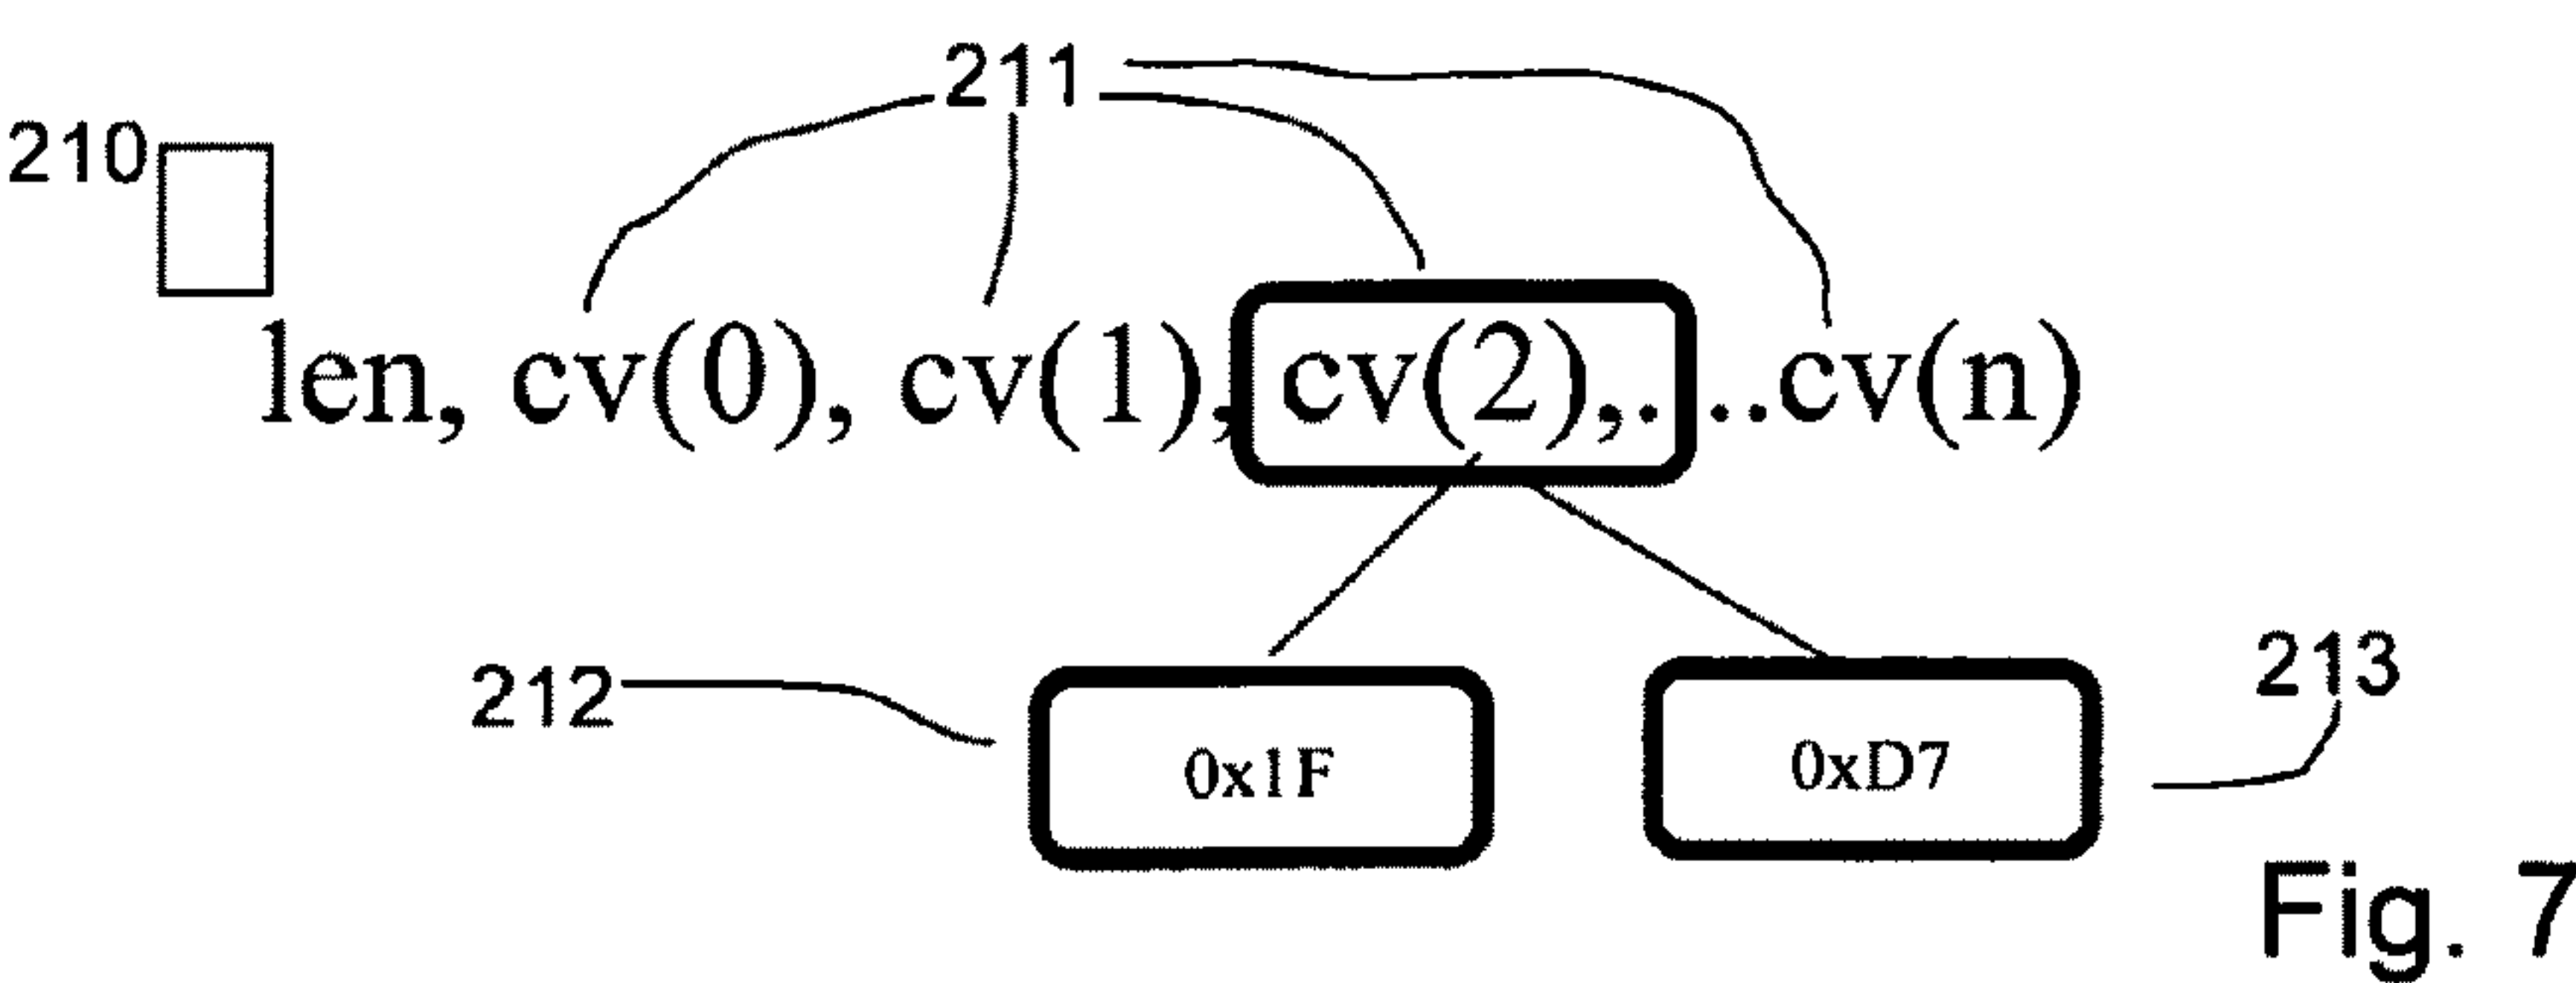 211
210
len, cv(0), cv(1), cv(2),....cv(n)
212
213
0x1F
0xD7
Fig. 7